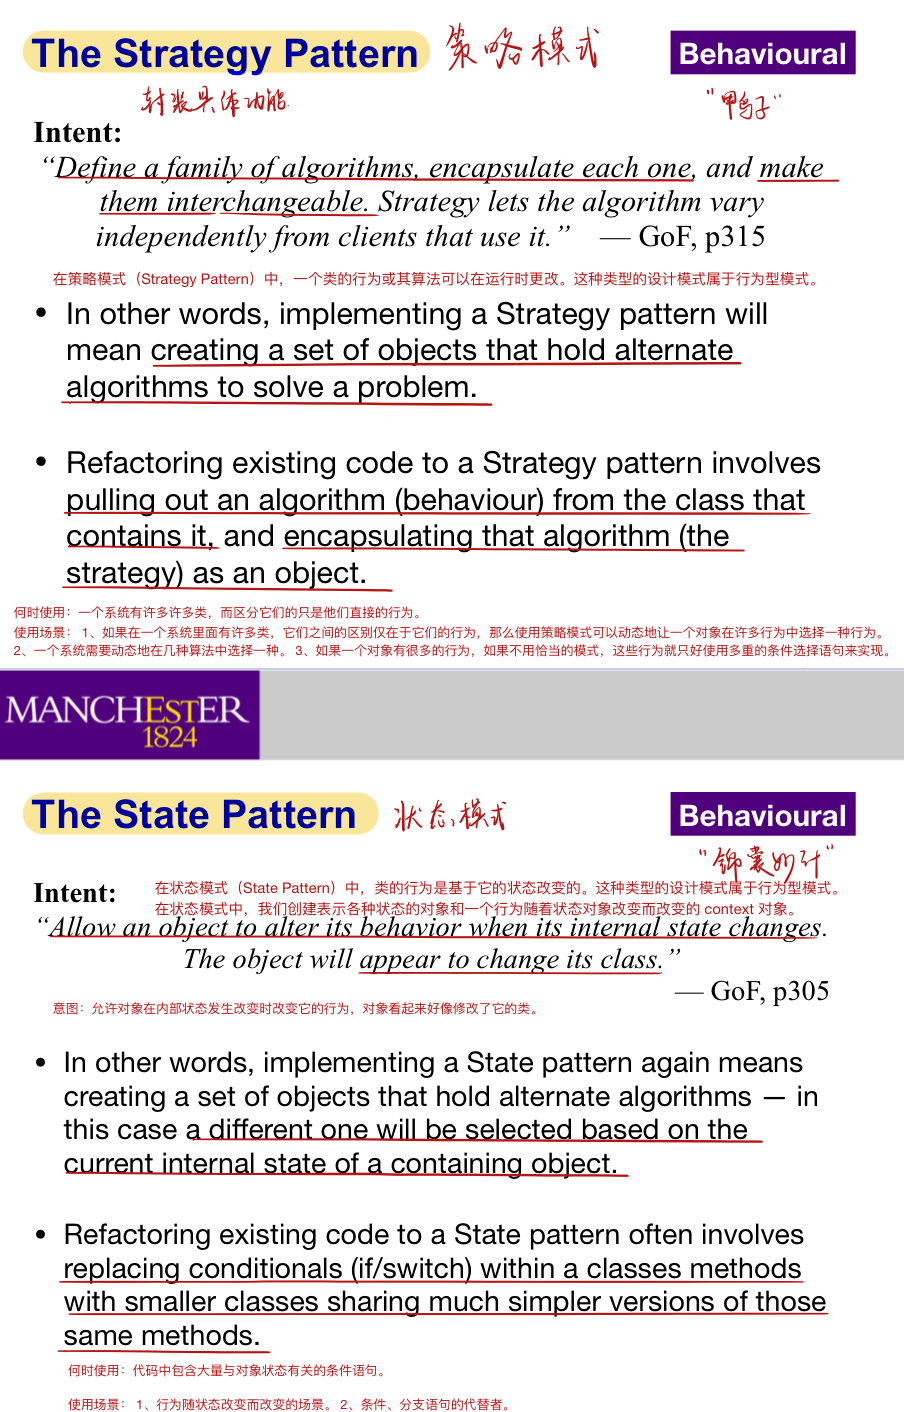 The Strategy Pattern 策略模式 Behavioural
封装具体功能 “鸭子”
Intent:
“Define a family of algorithms, encapsulate each one, and make
them interchangeable. Strategy lets the algorithm vary
independently from clients that use it.” — GoF, p315
在策略模式（Strategy Pattern）中，一个类的行为或其算法可以在运行时更改。这种类型的设计模式属于行为型模式。
• In other words, implementing a Strategy pattern will
mean creating a set of objects that hold alternate
algorithms to solve a problem.
• Refactoring existing code to a Strategy pattern involves
pulling out an algorithm (behaviour) from the class that
contains it, and encapsulating that algorithm (the
strategy) as an object.
何时使用：一个系统有许多许多类，而区分它们的只是他们直接的行为。
使用场景： 1、如果在一个系统里面有许多类，它们之间的区别仅在于它们的行为，那么使用策略模式可以动态地让一个对象在许多行为中选择一种行为。
2、一个系统需要动态地在几种算法中选择一种。 3、如果一个对象有很多的行为，如果不用恰当的模式，这些行为就只好使用多重的条件选择语句来实现。
MANCHESTER
1824
The State Pattern 状态模式 Behavioural
“锦囊妙计”
Intent: 在状态模式（State Pattern）中，类的行为是基于它的状态改变的。这种类型的设计模式属于行为型模式。
在状态模式中，我们创建表示各种状态的对象和一个行为随着状态对象改变而改变的 context 对象。
“Allow an object to alter its behavior when its internal state changes.
The object will appear to change its class.”
— GoF, p305
意图：允许对象在内部状态发生改变时改变它的行为，对象看起来好像修改了它的类。
• In other words, implementing a State pattern again means
creating a set of objects that hold alternate algorithms — in
this case a different one will be selected based on the
current internal state of a containing object.
• Refactoring existing code to a State pattern often involves
replacing conditionals (if/switch) within a classes methods
with smaller classes sharing much simpler versions of those
same methods.
何时使用：代码中包含大量与对象状态有关的条件语句。
使用场景： 1、行为随状态改变而改变的场景。 2、条件、分支语句的代替者。